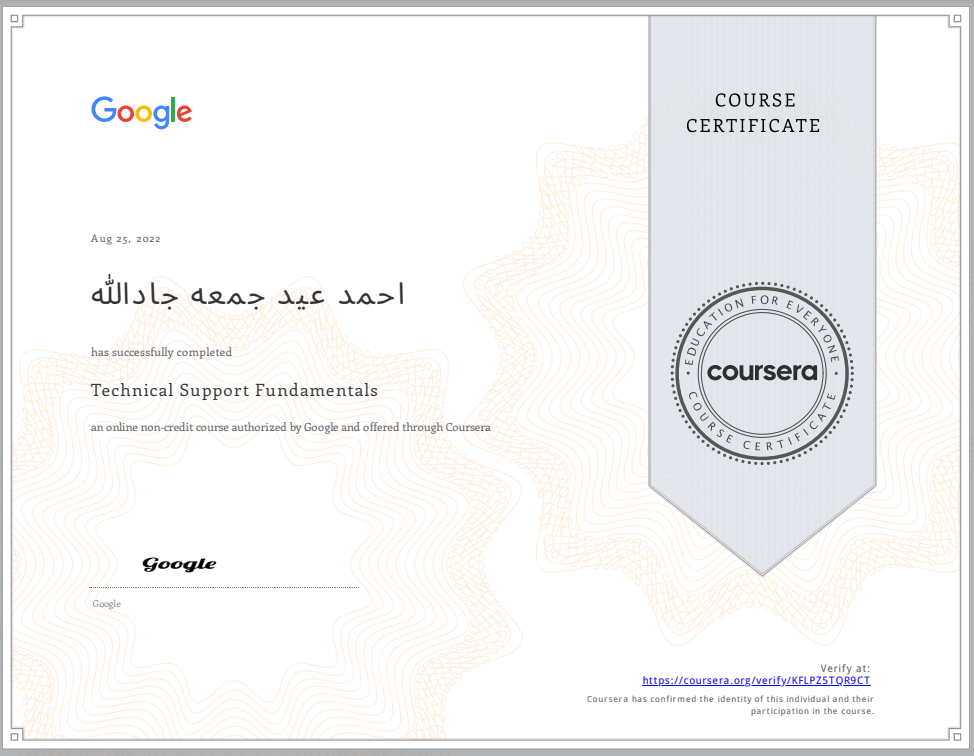 Google
COURSE
CERTIFICATE
Aug 25, 2022
احمد عيد جمعه جادالله
has successfully completed
Technical Support Fundamentals
an online non-credit course authorized by Google and offered through Coursera
EDUCATION FOR EVERYONE
coursera
COURSE CERTIFICATE
Google
Google
Verify at:
https://coursera.org/verify/KFLPZ5TQR9CT
Coursera has confirmed the identity of this individual and their
participation in the course.